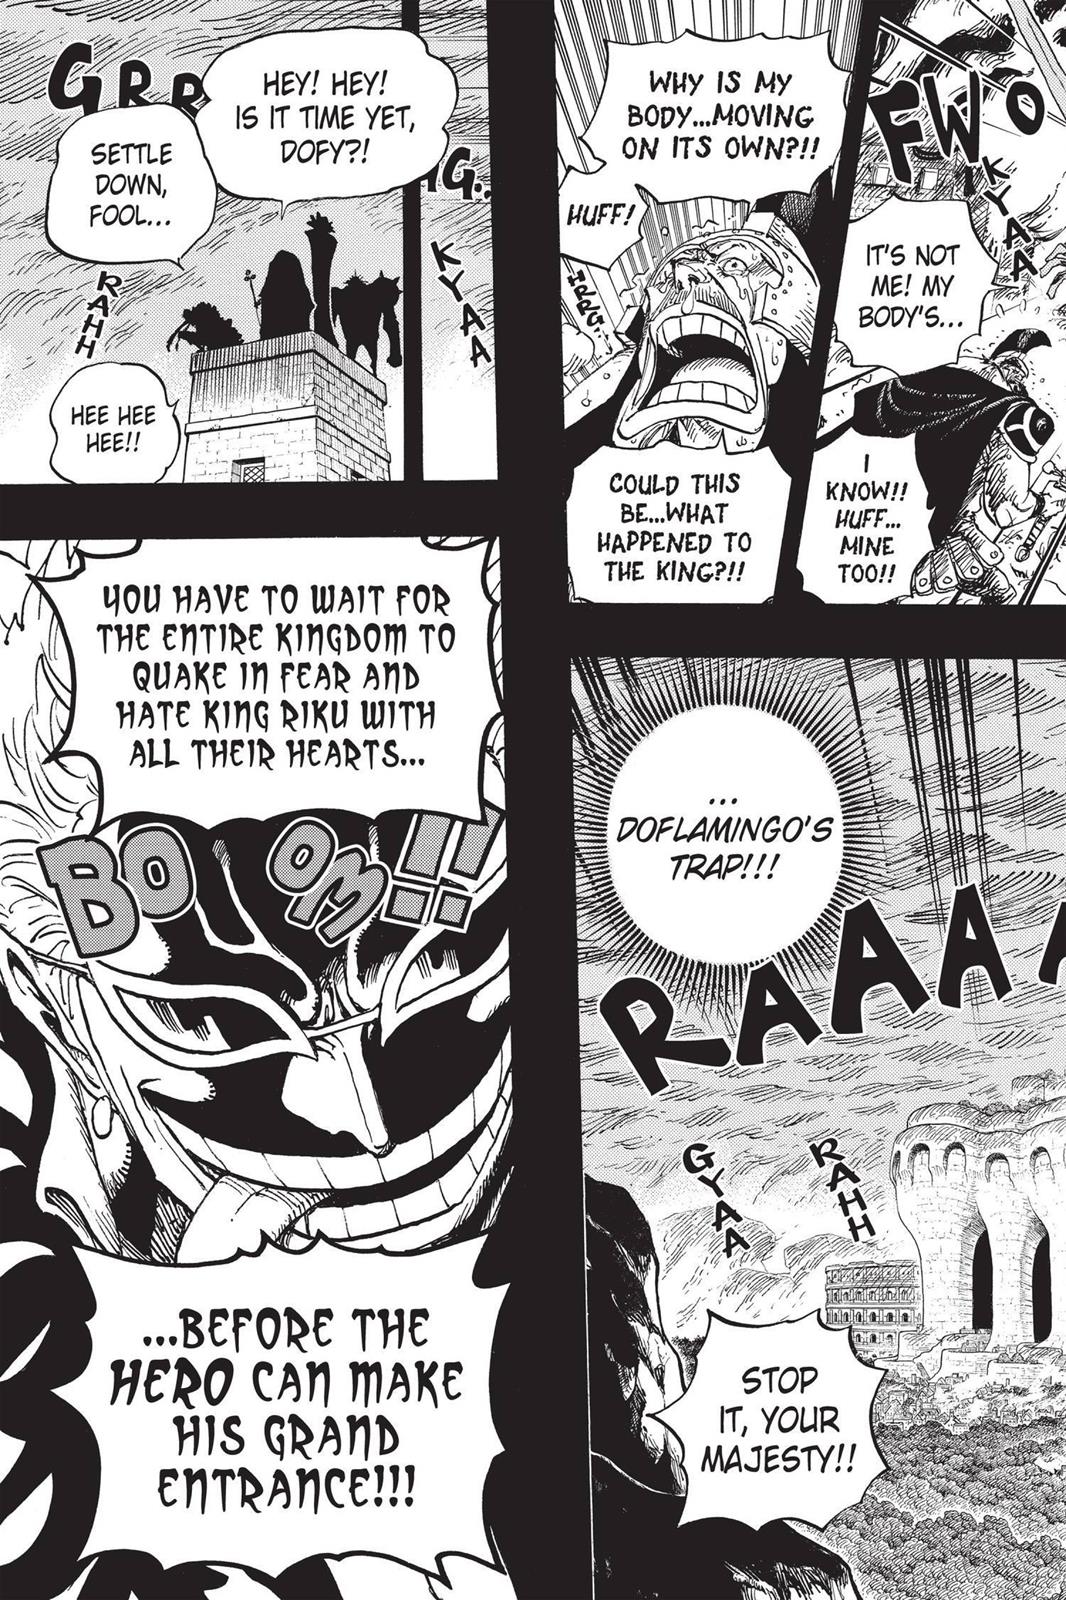 FWO
KYAA
IT'S NOT
ME! MY
BODY'S...
I
KNOW!!
HUFF...
MINE
TOO!!
WHY IS MY
BODY...MOVING
ON ITS OWN?!!
HUFF!
HRRG...
COULD THIS
BE...WHAT
HAPPENED TO
THE KING?!!
...
DOFLAMINGO'S
TRAP!!!
RAAAA
GYAA
RAHH
STOP
IT, YOUR
MAJESTY!!
GRR
NG...
HEY! HEY!
IS IT TIME YET,
DOFY?!
SETTLE
DOWN,
FOOL...
RAHH
KYAA
HEE HEE
HEE!!
YOU HAVE TO WAIT FOR
THE ENTIRE KINGDOM TO
QUAKE IN FEAR AND
HATE KING RIKU WITH
ALL THEIR HEARTS...
BOOM!!
...BEFORE THE
HERO CAN MAKE
HIS GRAND
ENTRANCE!!!